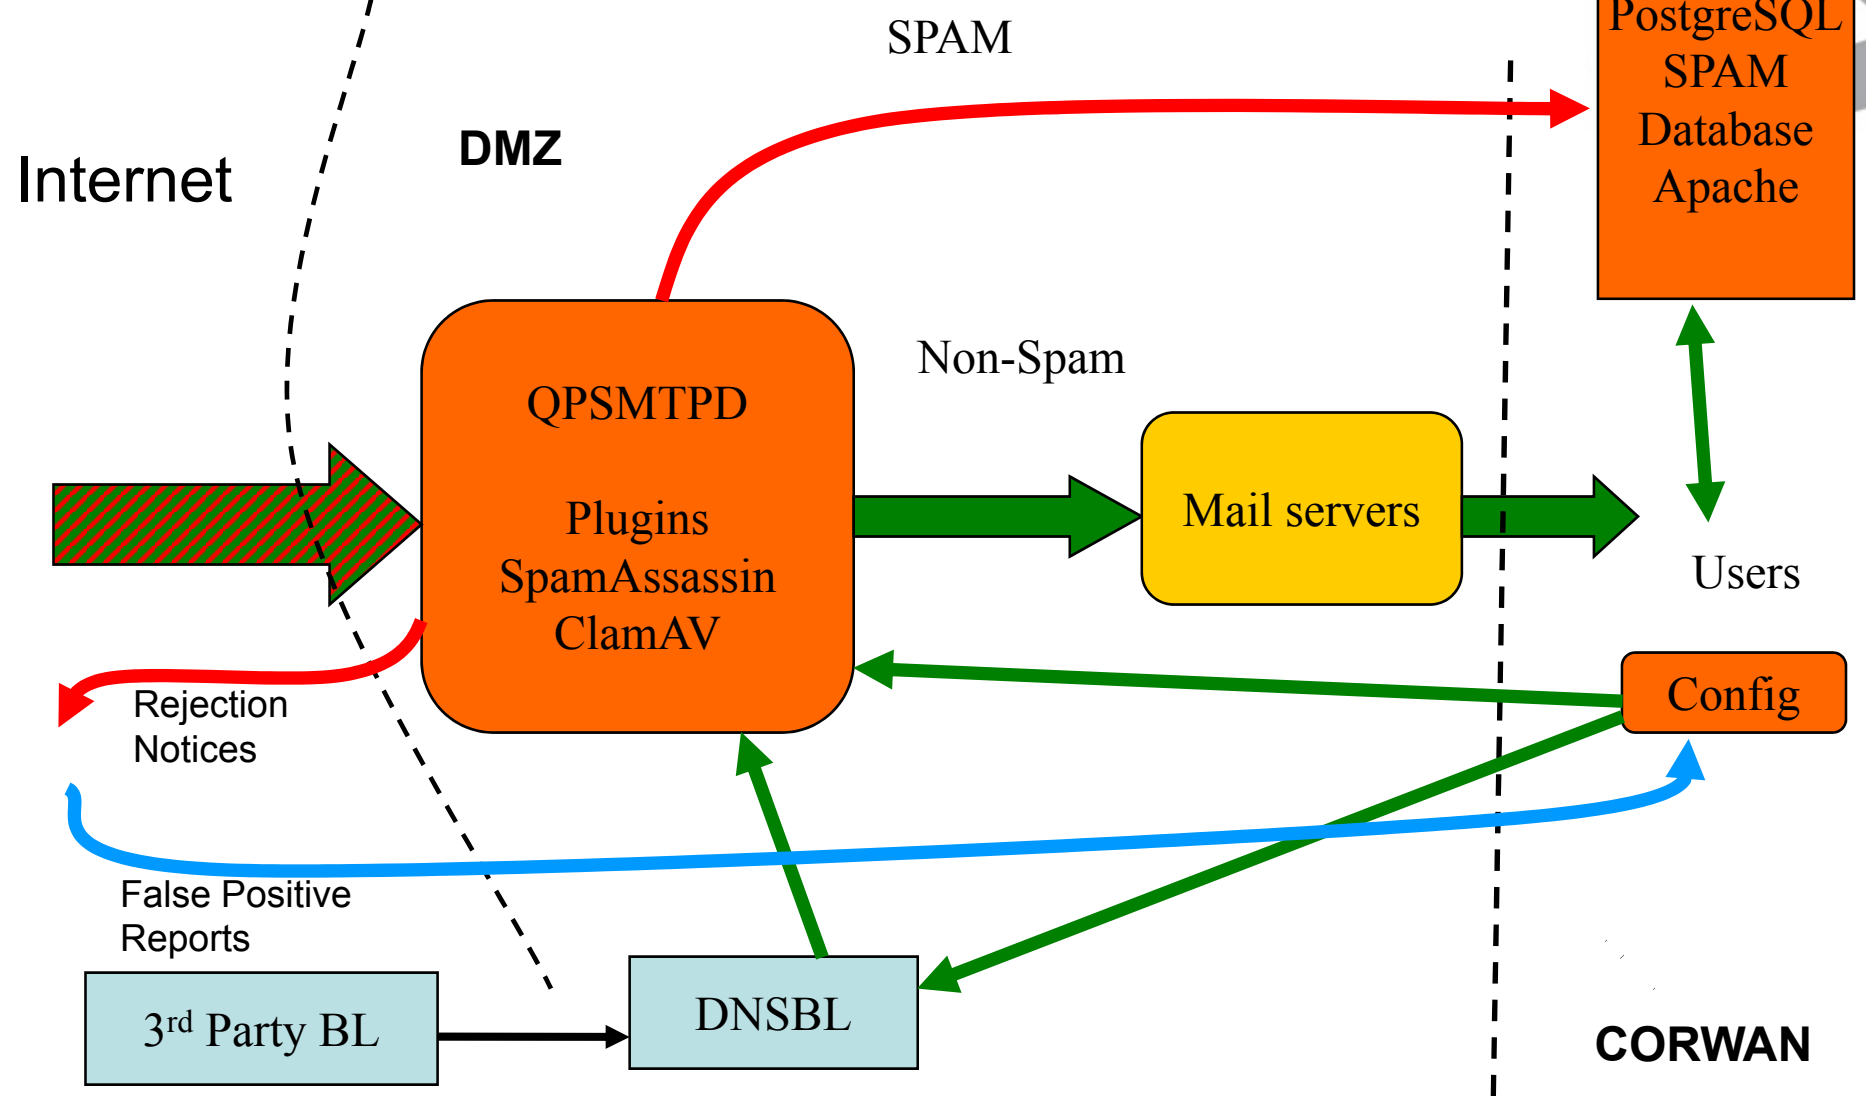 SPAM
PostgreSQL
SPAM
Database
Apache
DMZ
Internet
Non-Spam
QPSMTPD
Plugins
SpamAssassin
ClamAV
Mail servers
Users
Config
Rejection
Notices
False Positive
Reports
3rd Party BL
DNSBL
CORWAN